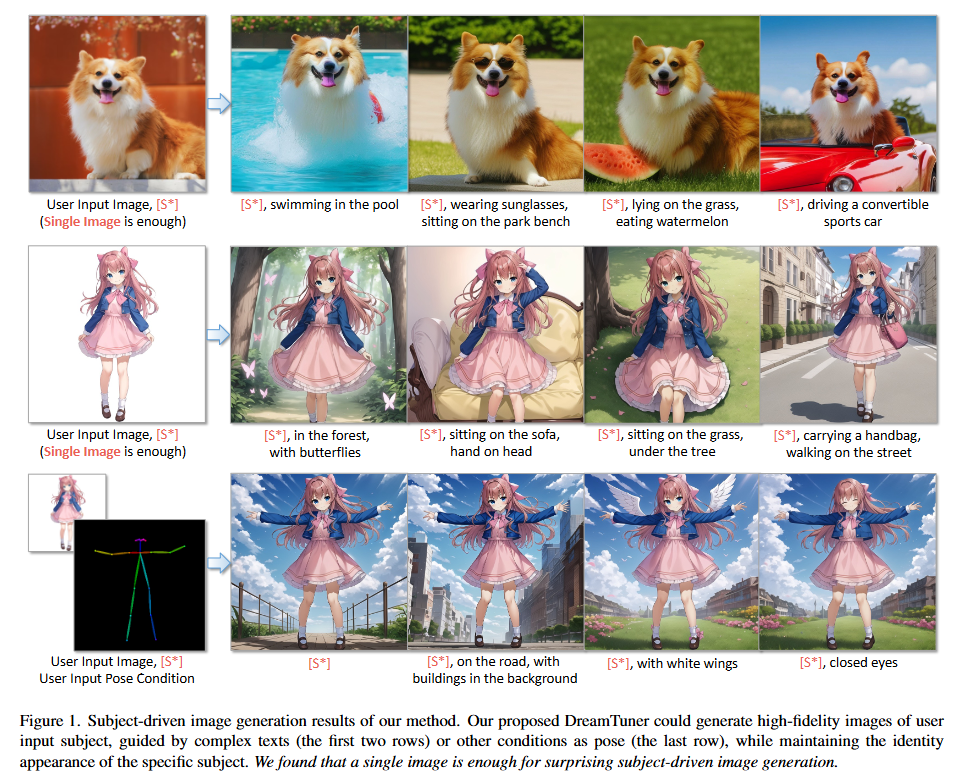 [S*], swimming in the pool
[S*], wearing sunglasses,
sitting on the park bench
[S*], lying on the grass,
eating watermelon
[S*], driving a convertible
sports car
User Input Image, [S*]
(Single Image is enough)
User Input Image, [S*]
(Single Image is enough)
[S*], in the forest,
with butterflies
[S*], sitting on the sofa,
hand on head
[S*], sitting on the grass,
under the tree
[S*], carrying a handbag,
walking on the street
User Input Image, [S*]
User Input Pose Condition
[S*]
[S*], on the road, with
buildings in the background
[S*], with white wings
[S*], closed eyes
Figure 1. Subject-driven image generation results of our method. Our proposed DreamTuner could generate high-fidelity images of user
input subject, guided by complex texts (the first two rows) or other conditions as pose (the last row), while maintaining the identity
appearance of the specific subject. We found that a single image is enough for surprising subject-driven image generation.